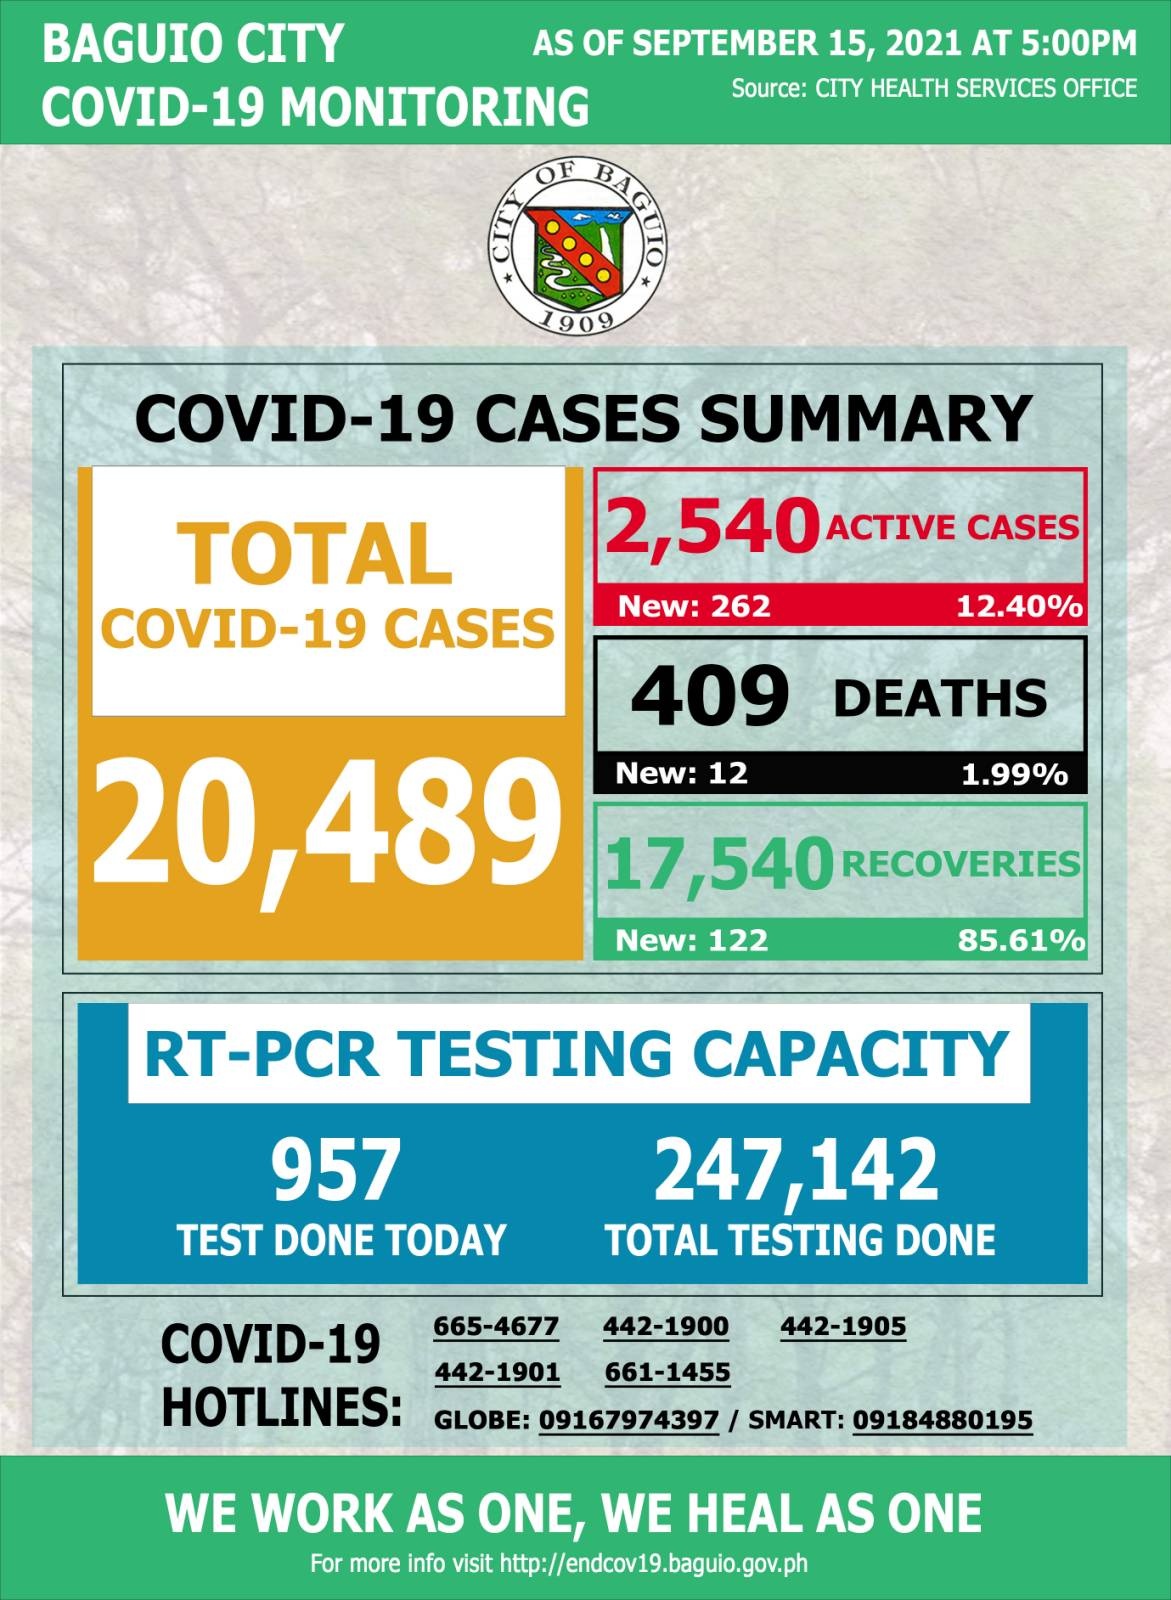 BAGUIO CITY
COVID-19 MONITORING
AS OF SEPTEMBER 15, 2021 AT 5:00PM
Source: CITY HEALTH SERVICES OFFICE
CITY OF BAGUIO
1909
COVID-19 CASES SUMMARY
TOTAL
COVID-19 CASES
20,489
2,540 ACTIVE CASES
New: 262 12.40%
409 DEATHS
New: 12 1.99%
17,540 RECOVERIES
New: 122 85.61%
RT-PCR TESTING CAPACITY
957
TEST DONE TODAY
247,142
TOTAL TESTING DONE
COVID-19
HOTLINES:
665-4677 442-1900 442-1905
442-1901 661-1455
GLOBE: 09167974397 / SMART: 09184880195
WE WORK AS ONE, WE HEAL AS ONE
For more info visit http://endcov19.baguio.gov.ph